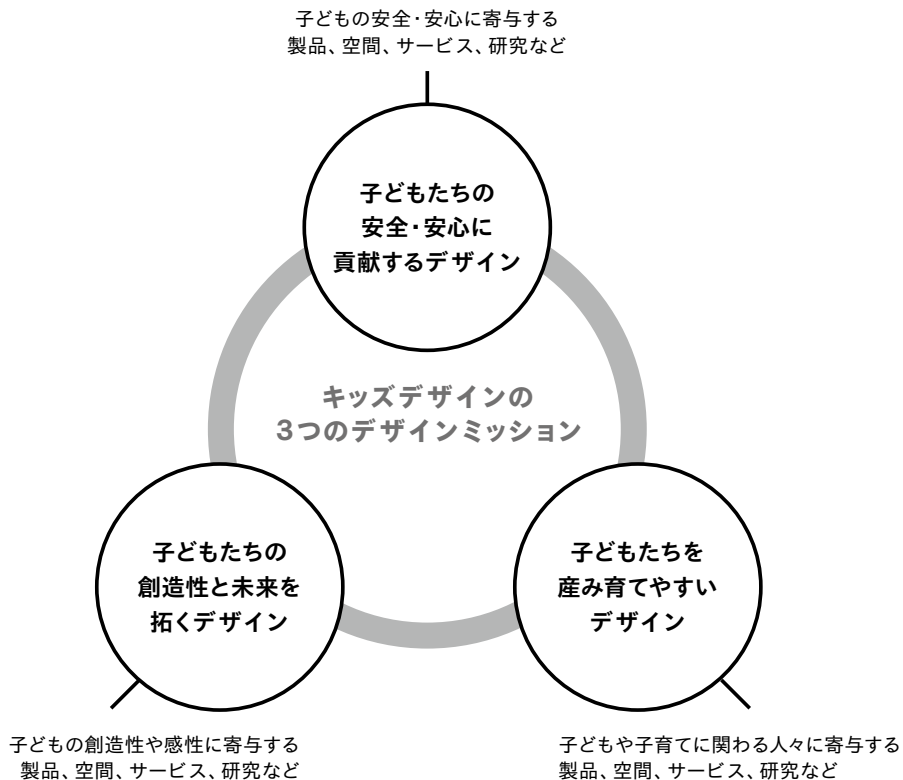 子どもの安全・安心に寄与する
製品、空間、サービス、研究など
子どもたちの
安全・安心に
貢献するデザイン
キッズデザインの
3つのデザインミッション
子どもたちの
創造性と未来を
拓くデザイン
子どもたちを
産み育てやすい
デザイン
子どもの創造性や感性に寄与する
製品、空間、サービス、研究など
子どもや子育てに関わる人々に寄与する
製品、空間、サービス、研究など